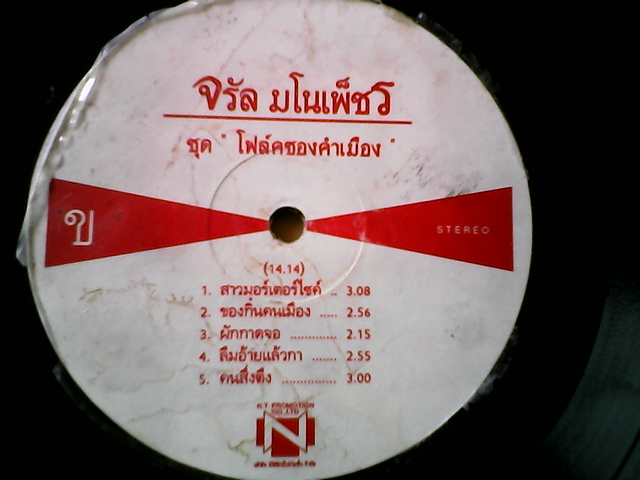 จรัล มโนเพ็ชร
ชุด " โฟล์คซองคำเมือง "
ข
STEREO
(14.14)
1. สาวมอร์เตอร์ไซค์ .. 3.08
2. ของกิ๋นคนเมือง ..... 2.56
3. ผักกาดจอ ............ 2.15
4. ลืมอ้ายแล้วกา ....... 2.55
5. คนสึ่งตึง .............. 3.00
N.T. PROMOTION
CO.,LTD
N